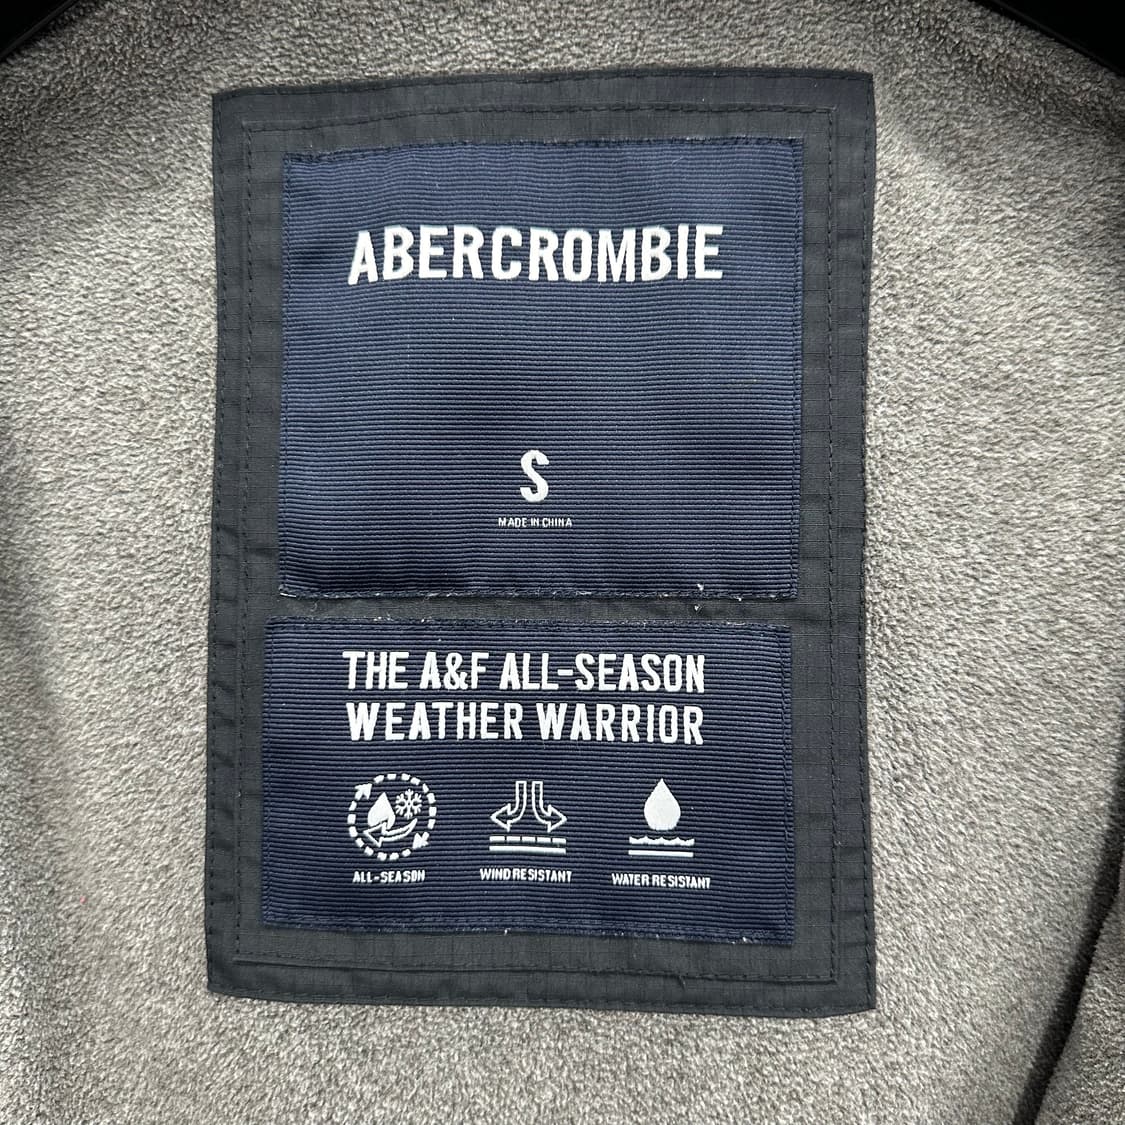 ABERCROMBIE
S
MADE IN CHINA
THE A&F ALL-SEASON
WEATHER WARRIOR
ALL-SEASON WIND RESISTANT WATER RESISTANT